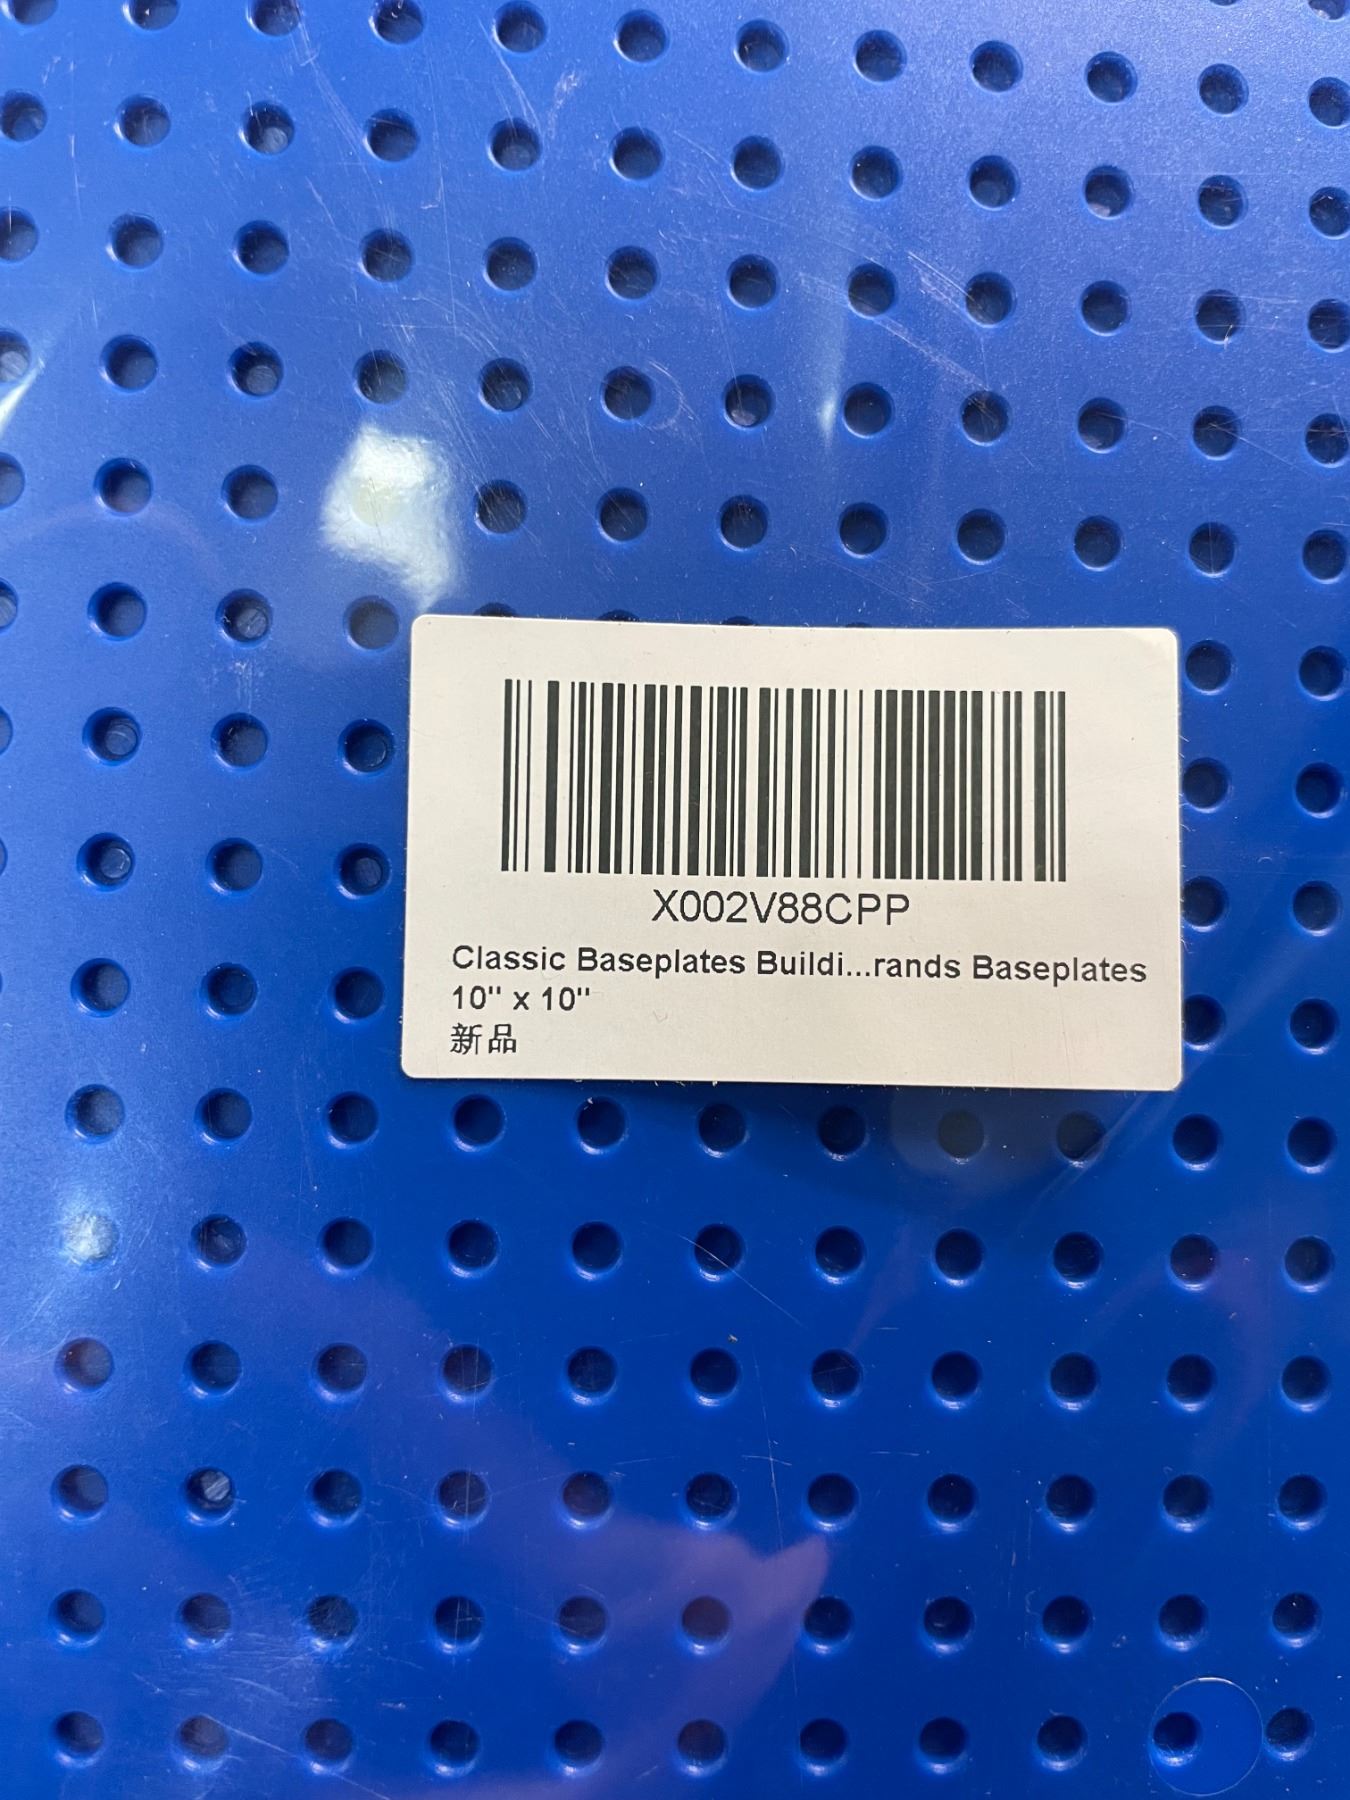 X002V88CPP
Classic Baseplates Buildi...rands Baseplates
10" x 10"
新品